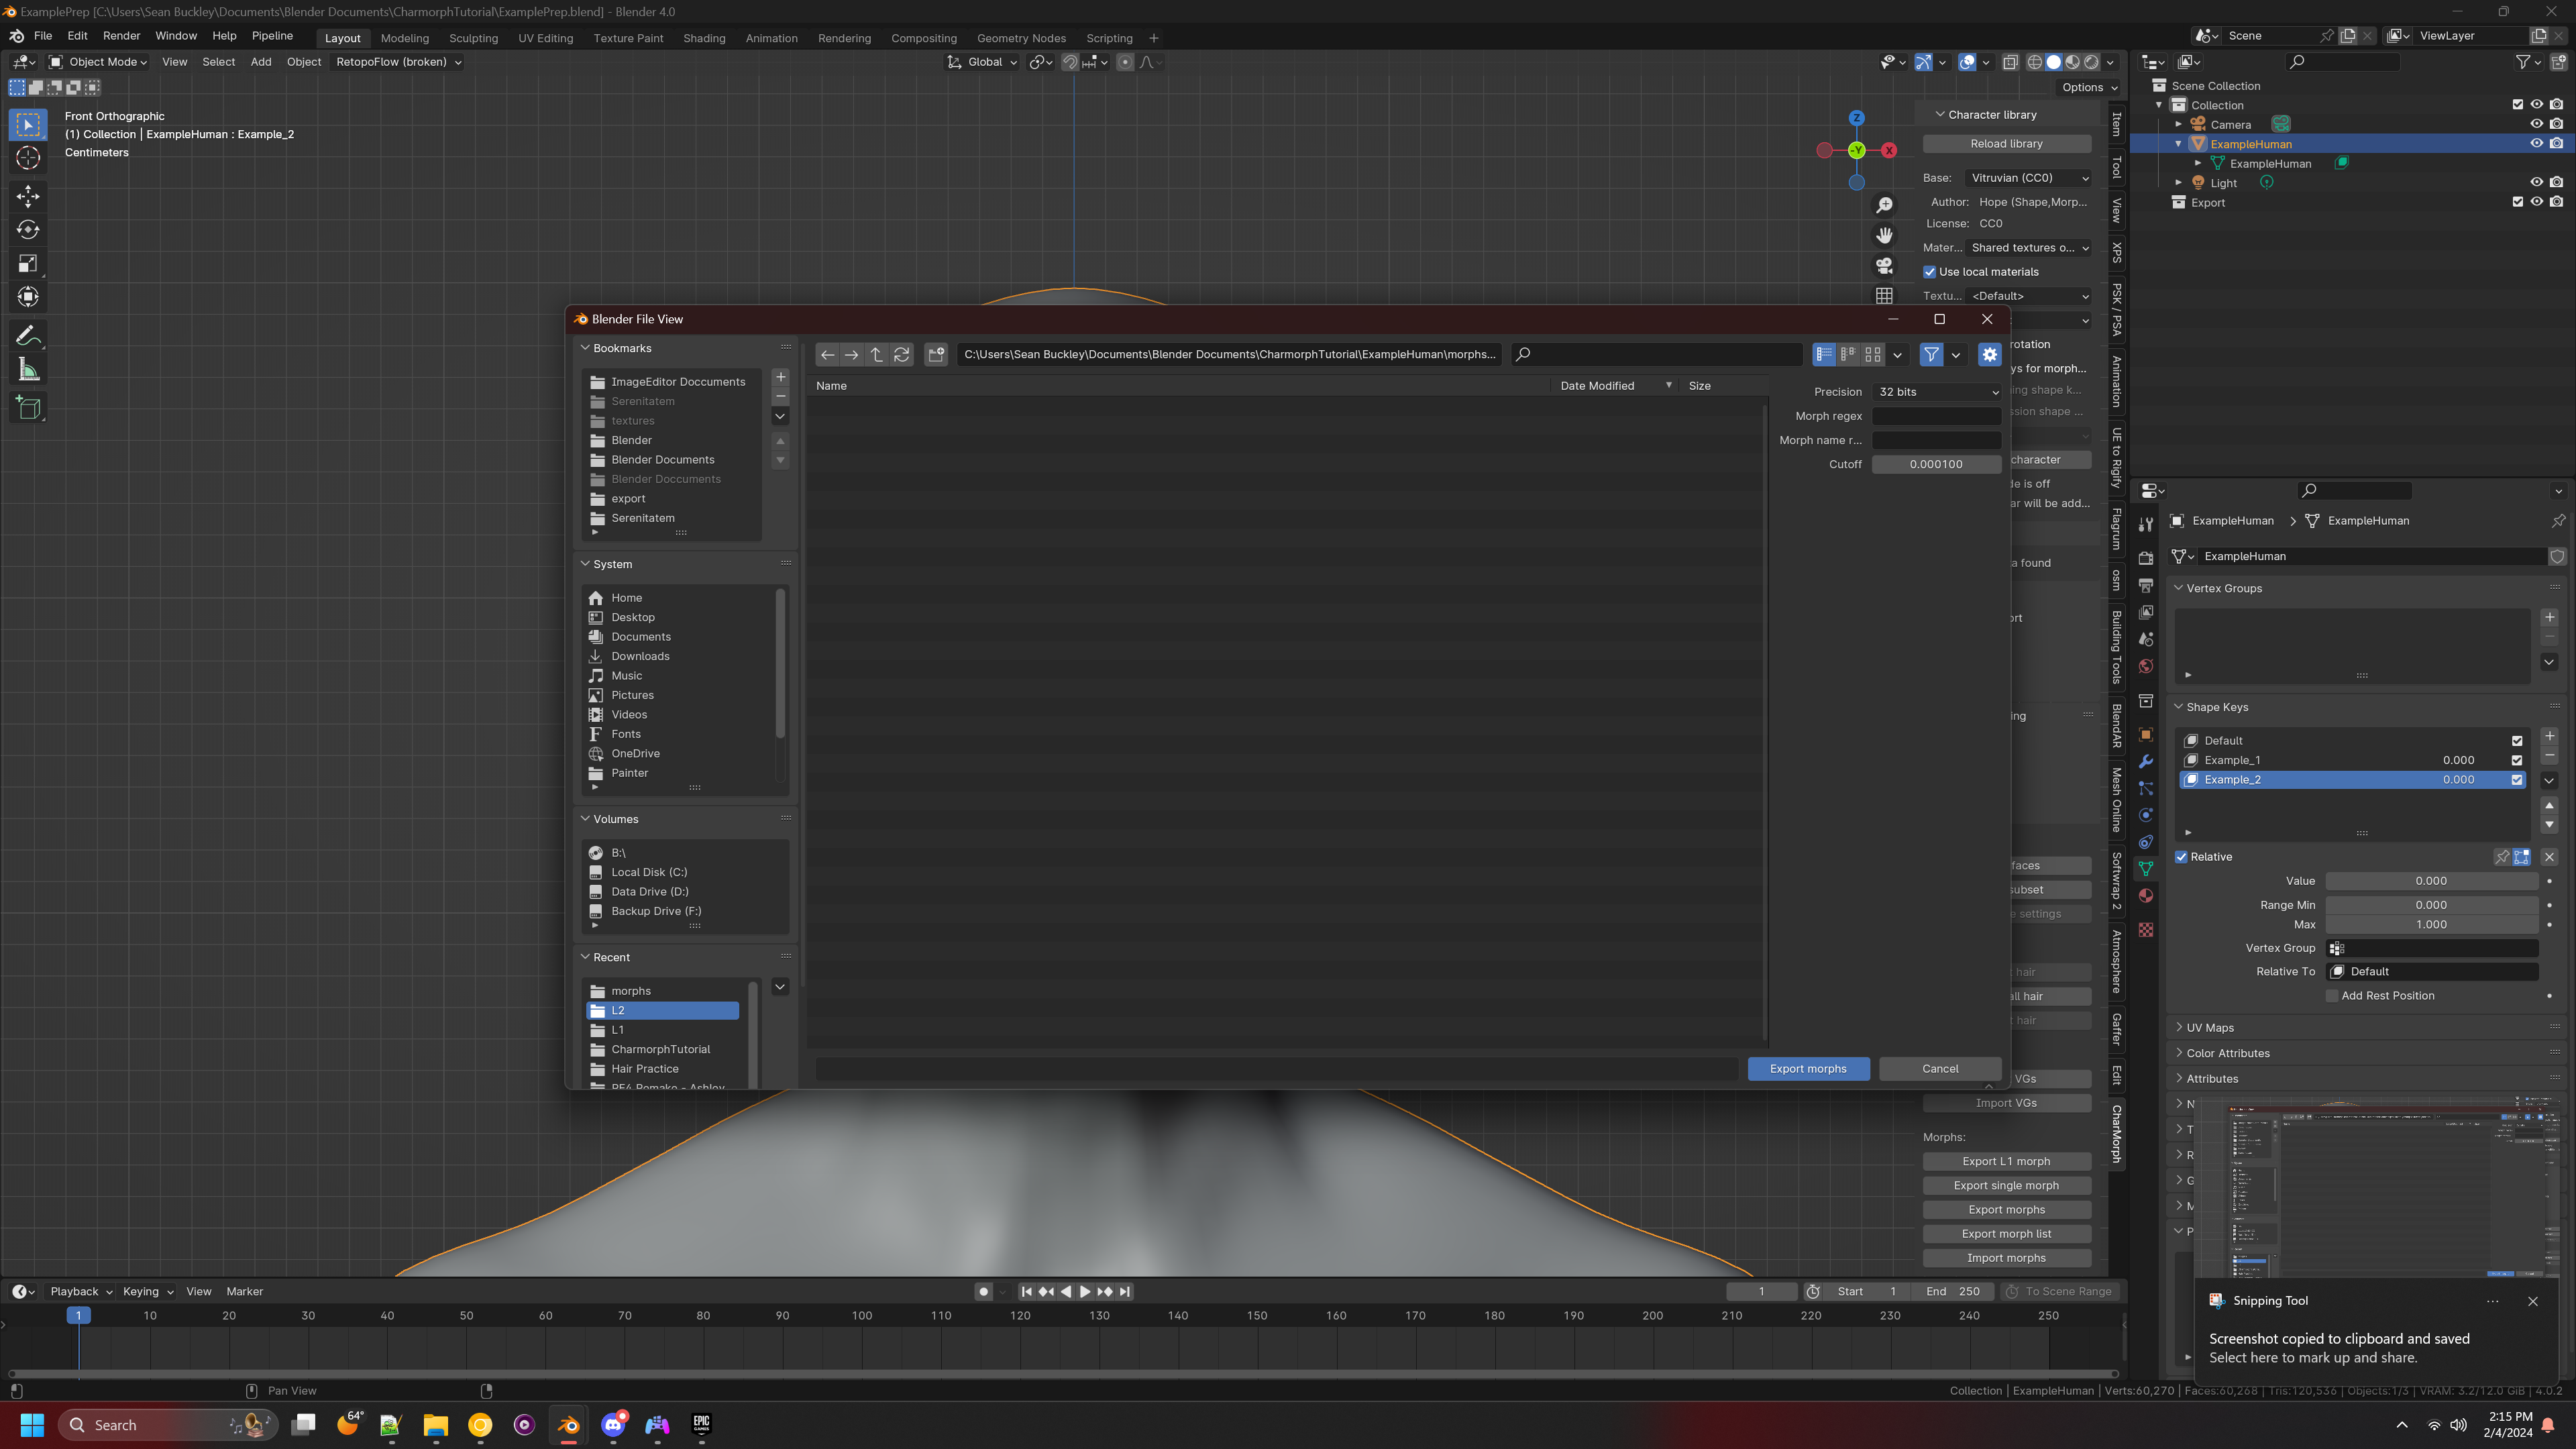 ExamplePrep [C:\Users\Sean Buckley\Documents\Blender Documents\CharmorphTutorial\ExamplePrep.blend] - Blender 4.0
File Edit Render Window Help Pipeline Layout Modeling Sculpting UV Editing Texture Paint Shading Animation Rendering Compositing Geometry Nodes Scripting + Scene ViewLayer
Object Mode View Select Add Object RetopoFlow (broken) Global
Options
Front Orthographic
(1) Collection | ExampleHuman : Example_2
Centimeters
Z
-Y X
Character library
Reload library
Base: Vitruvian (CC0)
Author: Hope (Shape,Morp...
License: CC0
Mater... Shared textures o...
Use local materials
Textu... <Default>
rotation
ys for morph...
ing shape k...
ssion shape ...
character
de is off
ar will be add...
a found
ort
ing
faces
subset
e settings
hair
all hair
t hair
VGs
Import VGs
Morphs:
Export L1 morph
Export single morph
Export morphs
Export morph list
Import morphs
Item
Tool
View
XPS
PSK / PSA
Animation
UE to Rigify
Flagrum
osm
Building Tools
BlendAR
Mesh Online
Softwrap 2
Atmosphere
Gaffer
Edit
CharMorph
Blender File View
Bookmarks
ImageEditor Doccuments
Serenitatem
textures
Blender
Blender Documents
Blender Doccuments
export
Serenitatem
System
Home
Desktop
Documents
Downloads
Music
Pictures
Videos
Fonts
OneDrive
Painter
Volumes
B:\
Local Disk (C:)
Data Drive (D:)
Backup Drive (F:)
Recent
morphs
L2
L1
CharmorphTutorial
Hair Practice
RE4 Remake - Ashley
C:\Users\Sean Buckley\Documents\Blender Documents\CharmorphTutorial\ExampleHuman\morphs...
Name Date Modified Size
Precision 32 bits
Morph regex
Morph name r...
Cutoff 0.000100
Export morphs Cancel
Scene Collection
Collection
Camera
ExampleHuman
ExampleHuman
Light
Export
ExampleHuman > ExampleHuman
ExampleHuman
Vertex Groups
Shape Keys
Default
Example_1 0.000
Example_2 0.000
Relative
Value 0.000
Range Min 0.000
Max 1.000
Vertex Group
Relative To Default
Add Rest Position
UV Maps
Color Attributes
Attributes
N
T
R
G
M
P
Snipping Tool
Screenshot copied to clipboard and saved
Select here to mark up and share.
Playback Keying View Marker 1 Start 1 End 250 To Scene Range
1 10 20 30 40 50 60 70 80 90 100 110 120 130 140 150 160 170 180 190 200 210 220 230 240 250
Pan View
Collection | ExampleHuman | Verts:60,270 | Faces:60,268 | Tris:120,536 | Objects:1/3 | VRAM: 3.2/12.0 GiB | 4.0.2
Search
64°
EPIC GAMES
2:15 PM
2/4/2024